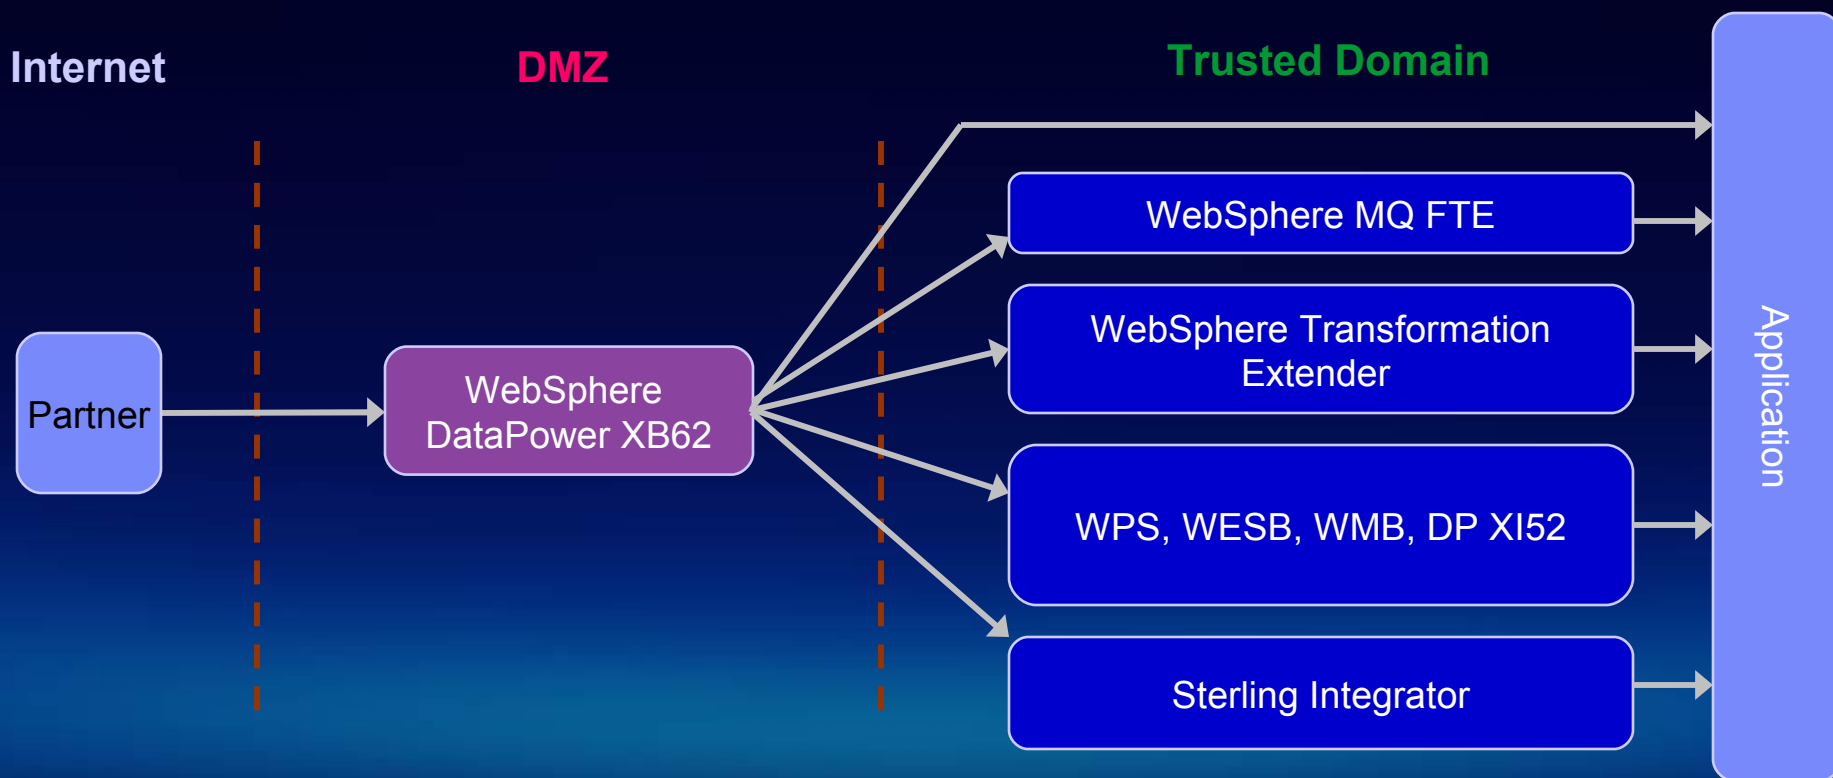 Internet
DMZ
Trusted Domain
Partner
WebSphere
DataPower XB62
WebSphere MQ FTE
WebSphere Transformation
Extender
WPS, WESB, WMB, DP XI52
Sterling Integrator
Application